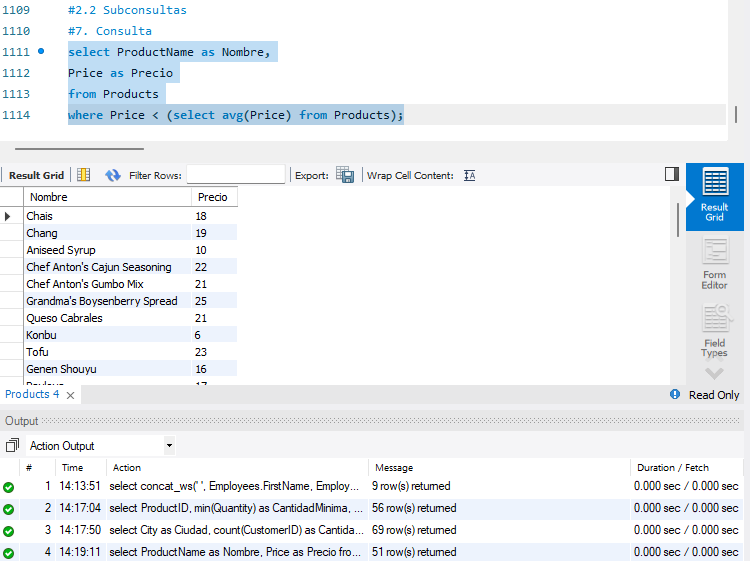 1109 #2.2 Subconsultas
1110 #7. Consulta
1111 select ProductName as Nombre,
1112 Price as Precio
1113 from Products
1114 where Price < (select avg(Price) from Products);
Result Grid Filter Rows: Export: Wrap Cell Content:
Nombre Precio
Chais 18
Chang 19
Aniseed Syrup 10
Chef Anton's Cajun Seasoning 22
Chef Anton's Gumbo Mix 21
Grandma's Boysenberry Spread 25
Queso Cabrales 21
Konbu 6
Tofu 23
Genen Shouyu 16
Result
Grid
Form
Editor
Field
Types
Products 4 Read Only
Output
Action Output
# Time Action Message Duration / Fetch
1 14:13:51 select concat_ws(' ', Employees.FirstName, Employ... 9 row(s) returned 0.000 sec / 0.000 sec
2 14:17:04 select ProductID, min(Quantity) as CantidadMinima, ... 56 row(s) returned 0.000 sec / 0.000 sec
3 14:17:50 select City as Ciudad, count(CustomerID) as Cantida... 69 row(s) returned 0.000 sec / 0.000 sec
4 14:19:11 select ProductName as Nombre, Price as Precio fro... 51 row(s) returned 0.000 sec / 0.000 sec